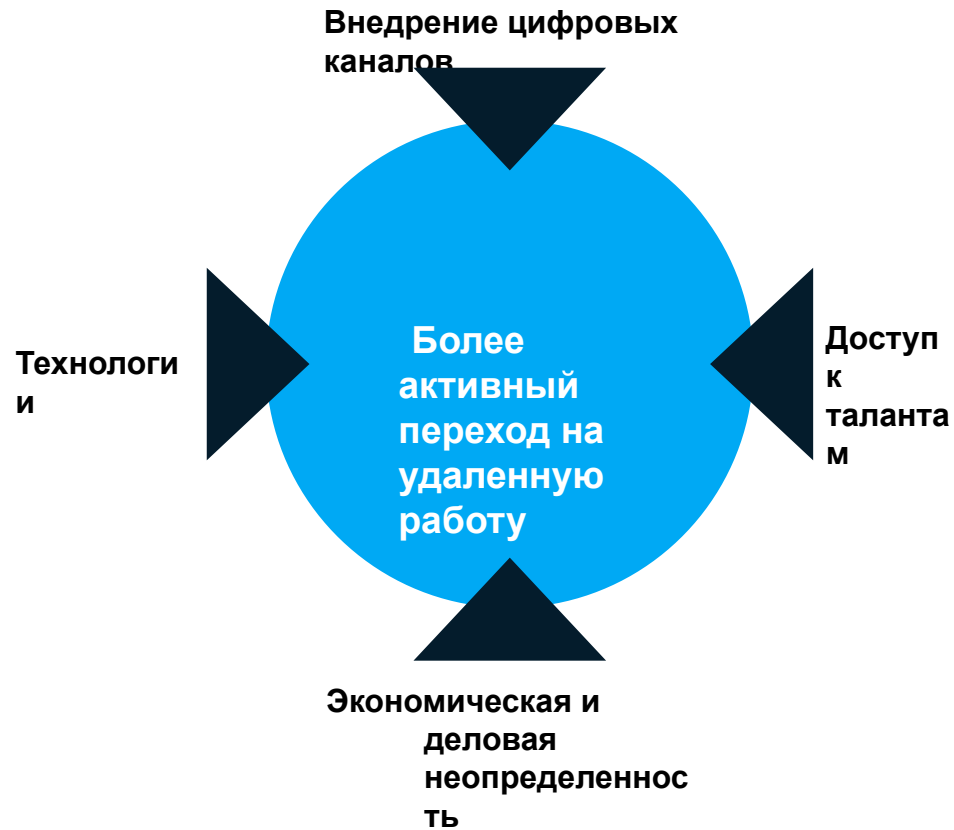 Внедрение цифровых
каналов
Технологи
и
Более
активный
переход на
удаленную
работу
Доступ
к
таланта
м
Экономическая и
деловая
неопределеннос
ть